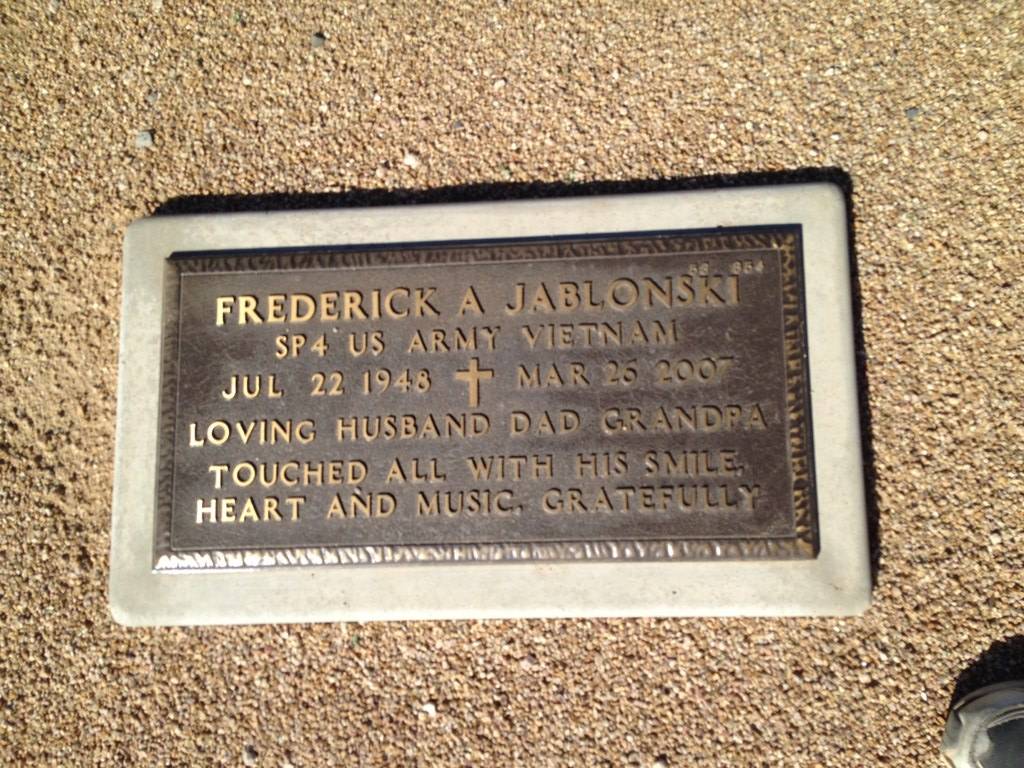 FREDERICK A JABLONSKI
SP4 US ARMY VIETNAM
JUL 22 1948 ✝ MAR 26 2007
LOVING HUSBAND DAD GRANDPA
TOUCHED ALL WITH HIS SMILE,
HEART AND MUSIC. GRATEFULLY